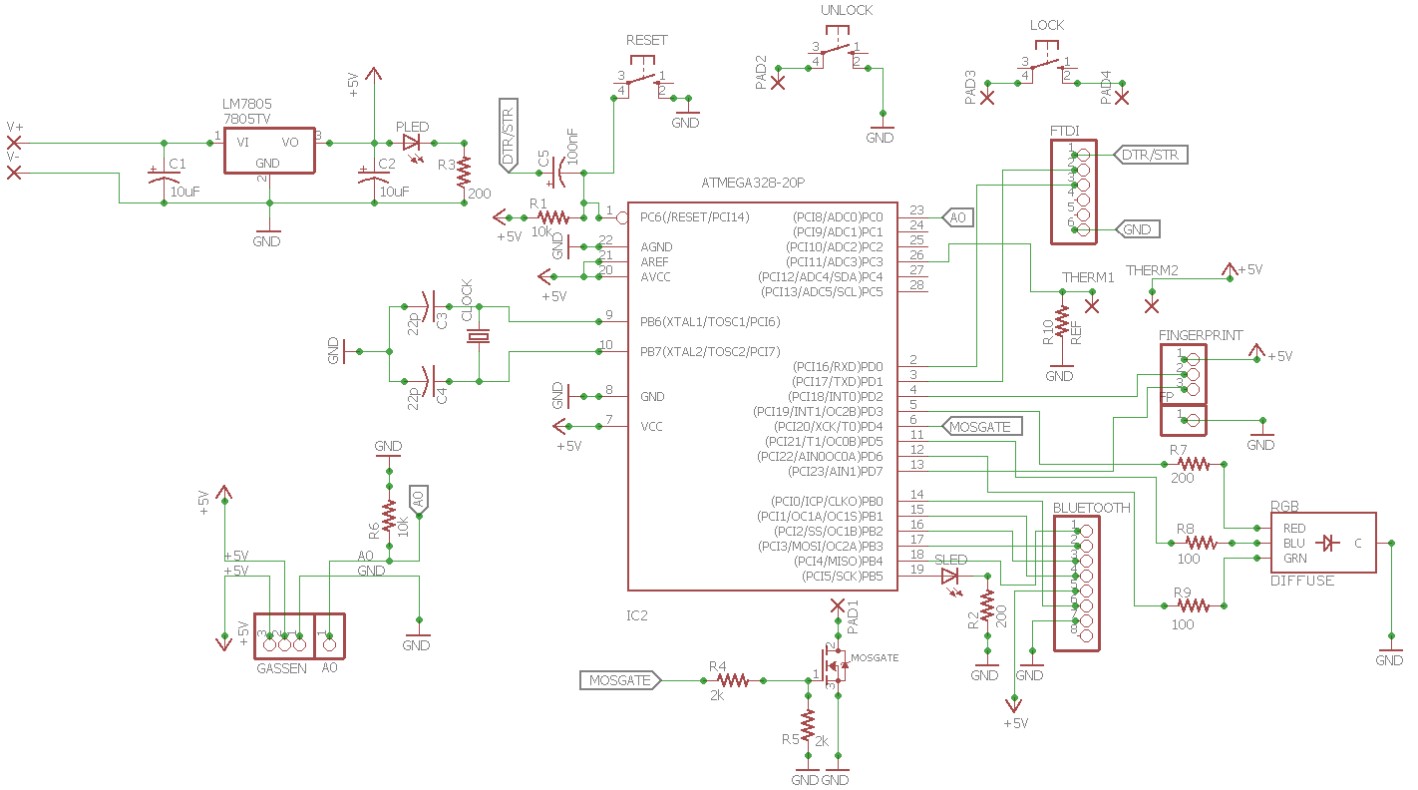 UNLOCK
LOCK
RESET
3 1
4 2
PAD2
GND
3 1
4 2
PAD3
PAD4
3 1
4 2
GND
V+
V-
LM7805
7805TV
1 VI VO 3
GND
2
+5V
PLED
C1
10uF
C2
10uF
R3
200
GND
DTR/STR
C5
100nF
R1
10k
+5V
GND
+5V
ATMEGA328-20P
1 PC6(/RESET/PCI14)
22 AGND
21 AREF
20 AVCC
9 PB6(XTAL1/TOSC1/PCI6)
10 PB7(XTAL2/TOSC2/PCI7)
8 GND
7 VCC
(PCI8/ADC0)PC0 23
(PCI9/ADC1)PC1 24
(PCI10/ADC2)PC2 25
(PCI11/ADC3)PC3 26
(PCI12/ADC4/SDA)PC4 27
(PCI13/ADC5/SCL)PC5 28
(PCI16/RXD)PD0 2
(PCI17/TXD)PD1 3
(PCI18/INT0)PD2 4
(PCI19/INT1/OC2B)PD3 5
(PCI20/XCK/T0)PD4 6
(PCI21/T1/OC0B)PD5 11
(PCI22/AIN0OC0A)PD6 12
(PCI23/AIN1)PD7 13
(PCI0/ICP/CLKO)PB0 14
(PCI1/OC1A/OC1S)PB1 15
(PCI2/SS/OC1B)PB2 16
(PCI3/MOSI/OC2A)PB3 17
(PCI4/MISO)PB4 18
(PCI5/SCK)PB5 19
IC2
AO
MOSGATE
GND
22p
C3
22p
C4
CLOCK
GND
+5V
FTDI
1
2
3
4
5
6
DTR/STR
GND
THERM1
THERM2
+5V
R10
REF
GND
FINGERPRINT
1
2
3
+5V
FP
1
GND
R7
200
R8
100
R9
100
RGB
RED
BLU
GRN
C
DIFFUSE
GND
BLUETOOTH
1
2
3
4
5
6
7
8
GND
+5V
SLED
R2
200
GND
GND
R6
10k
AO
+5V
+5V
+5V
AO
GND
+5V
3 2 1 1
GASSEN AO
GND
PAD1
MOSGATE
2
1
3
MOSGATE
R4
2k
R5
2k
GND GND